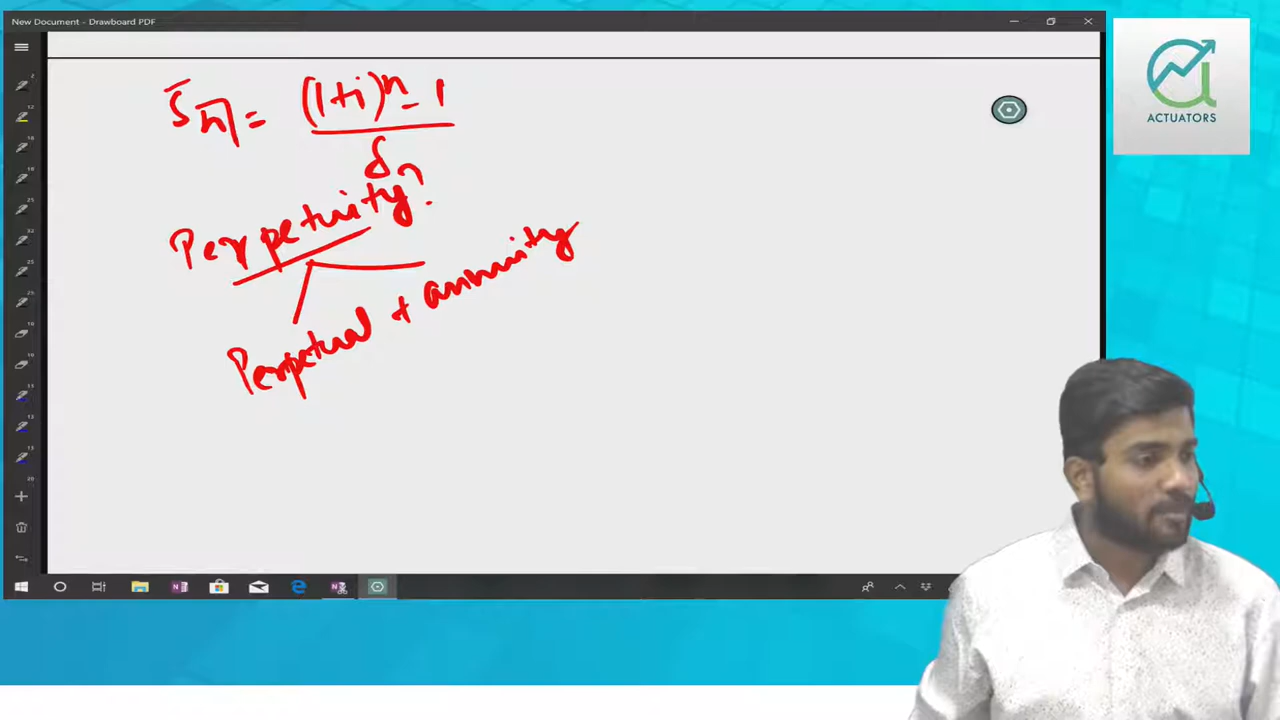 New Document - Drawboard PDF
s̄n̅| = (1+i)ⁿ - 1
δ
Perpetuity?
Perpetual + annuity
ACTUATORS